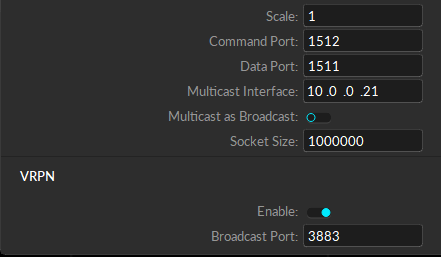 Scale: 1
Command Port: 1512
Data Port: 1511
Multicast Interface: 10 .0 .0 .21
Multicast as Broadcast:
Socket Size: 1000000
VRPN
Enable:
Broadcast Port: 3883